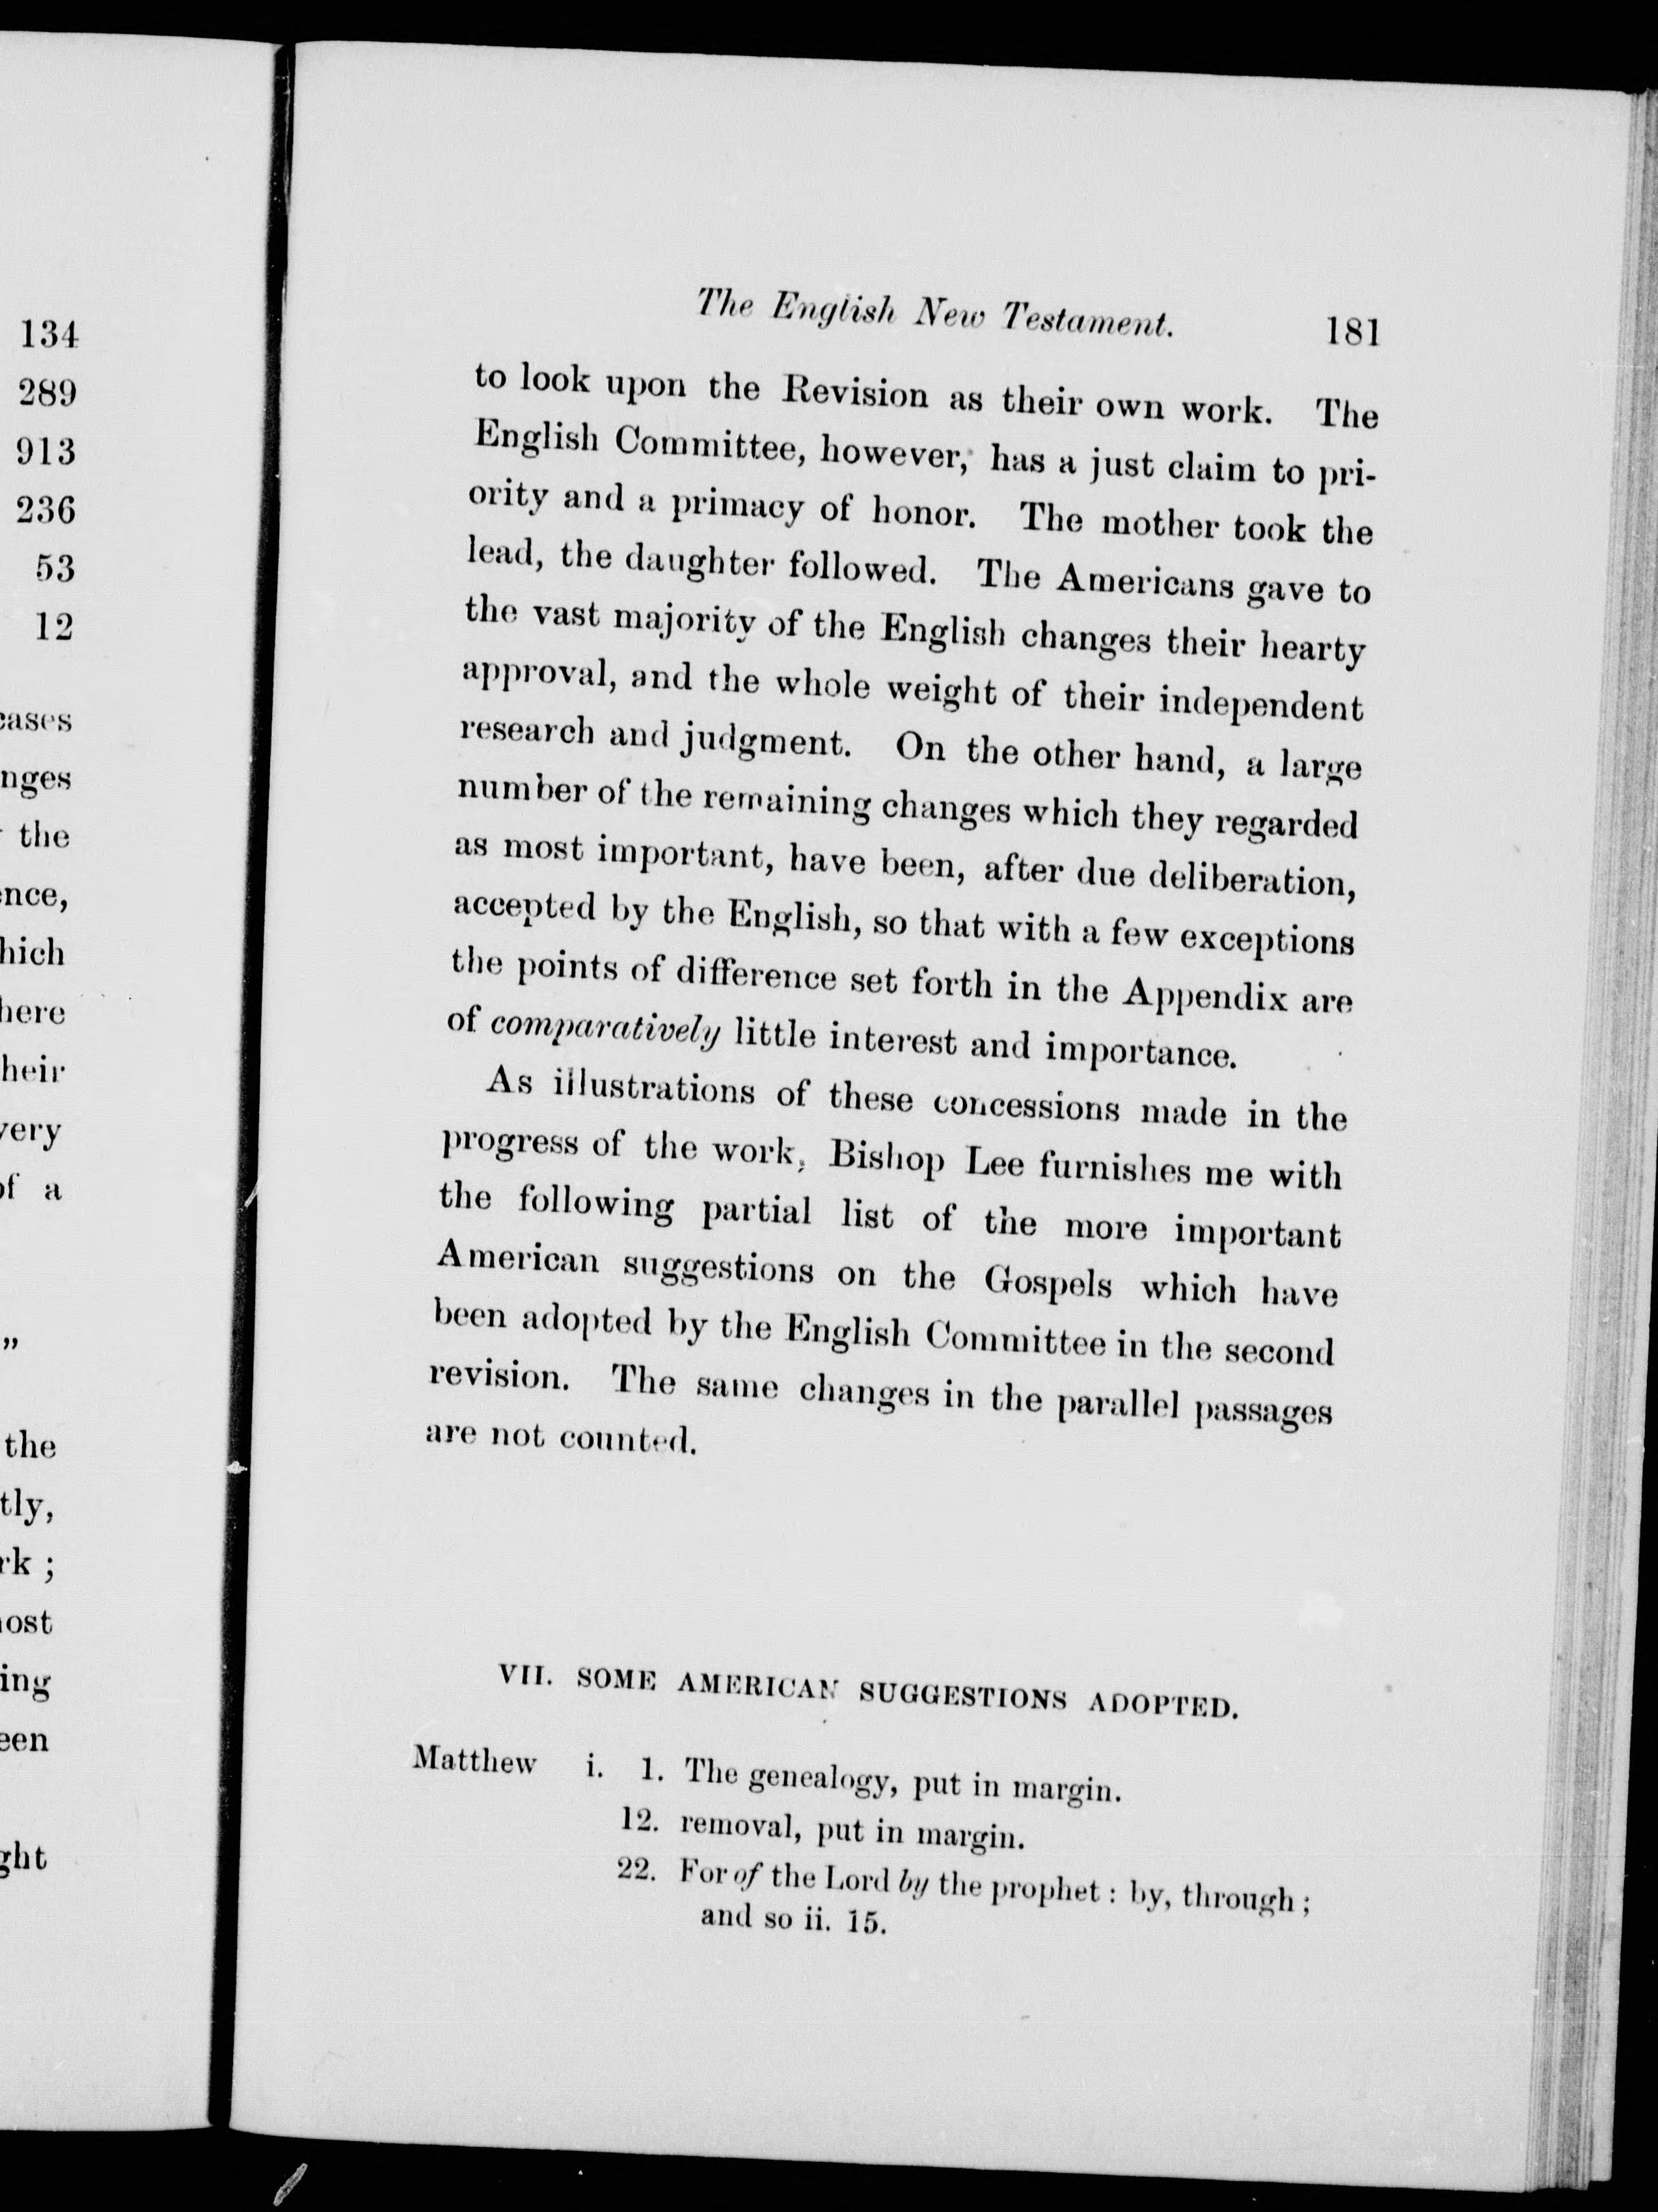 134
289
913
236
53
12
the
of a
”
the
The English New Testament. 181
to look upon the Revision as their own work. The
English Committee, however, has a just claim to pri-
ority and a primacy of honor. The mother took the
lead, the daughter followed. The Americans gave to
the vast majority of the English changes their hearty
approval, and the whole weight of their independent
research and judgment. On the other hand, a large
number of the remaining changes which they regarded
as most important, have been, after due deliberation,
accepted by the English, so that with a few exceptions
the points of difference set forth in the Appendix are
of comparatively little interest and importance.
As illustrations of these concessions made in the
progress of the work, Bishop Lee furnishes me with
the following partial list of the more important
American suggestions on the Gospels which have
been adopted by the English Committee in the second
revision. The same changes in the parallel passages
are not counted.
VII. SOME AMERICAN SUGGESTIONS ADOPTED.
Matthew i. 1. The genealogy, put in margin.
12. removal, put in margin.
22. For of the Lord by the prophet : by, through ;
and so ii. 15.